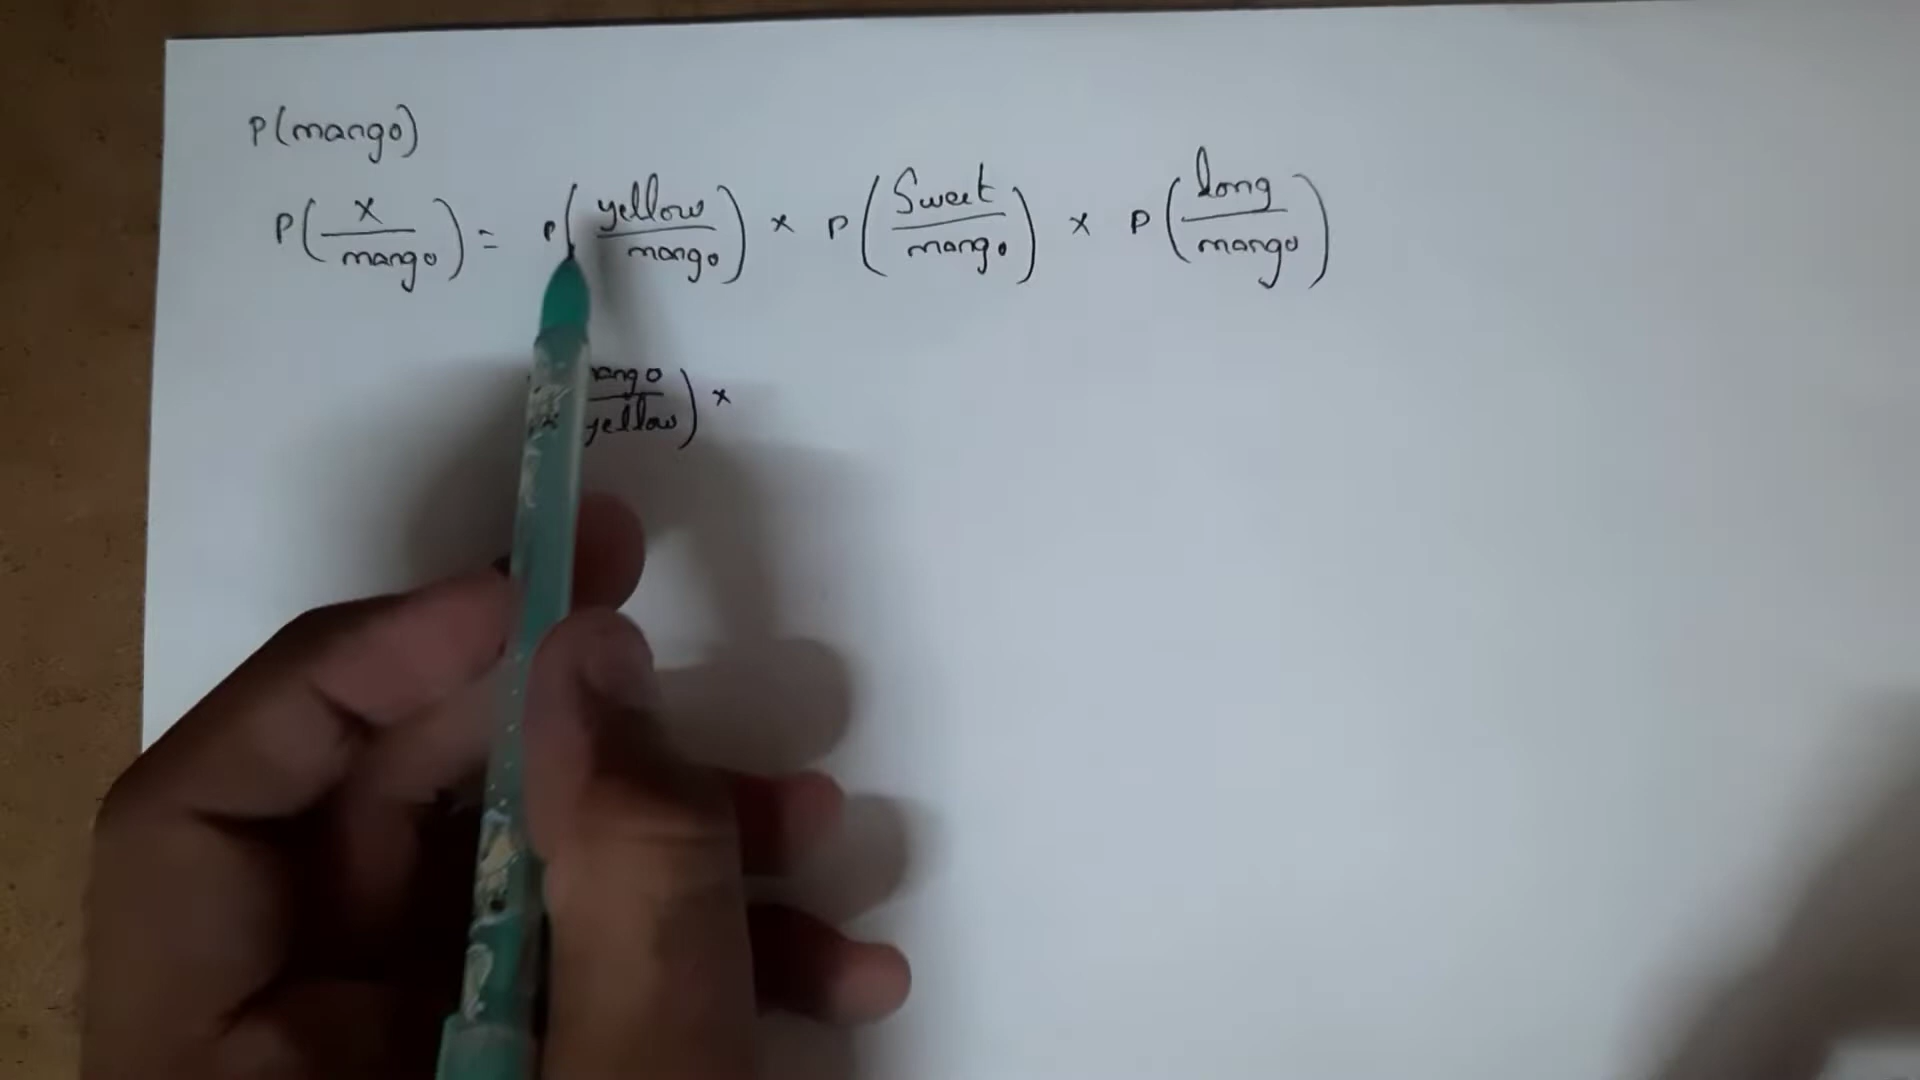 P(mango)
P(x/mango) = P(yellow/mango) × P(Sweet/mango) × P(long/mango)
yellow) ×